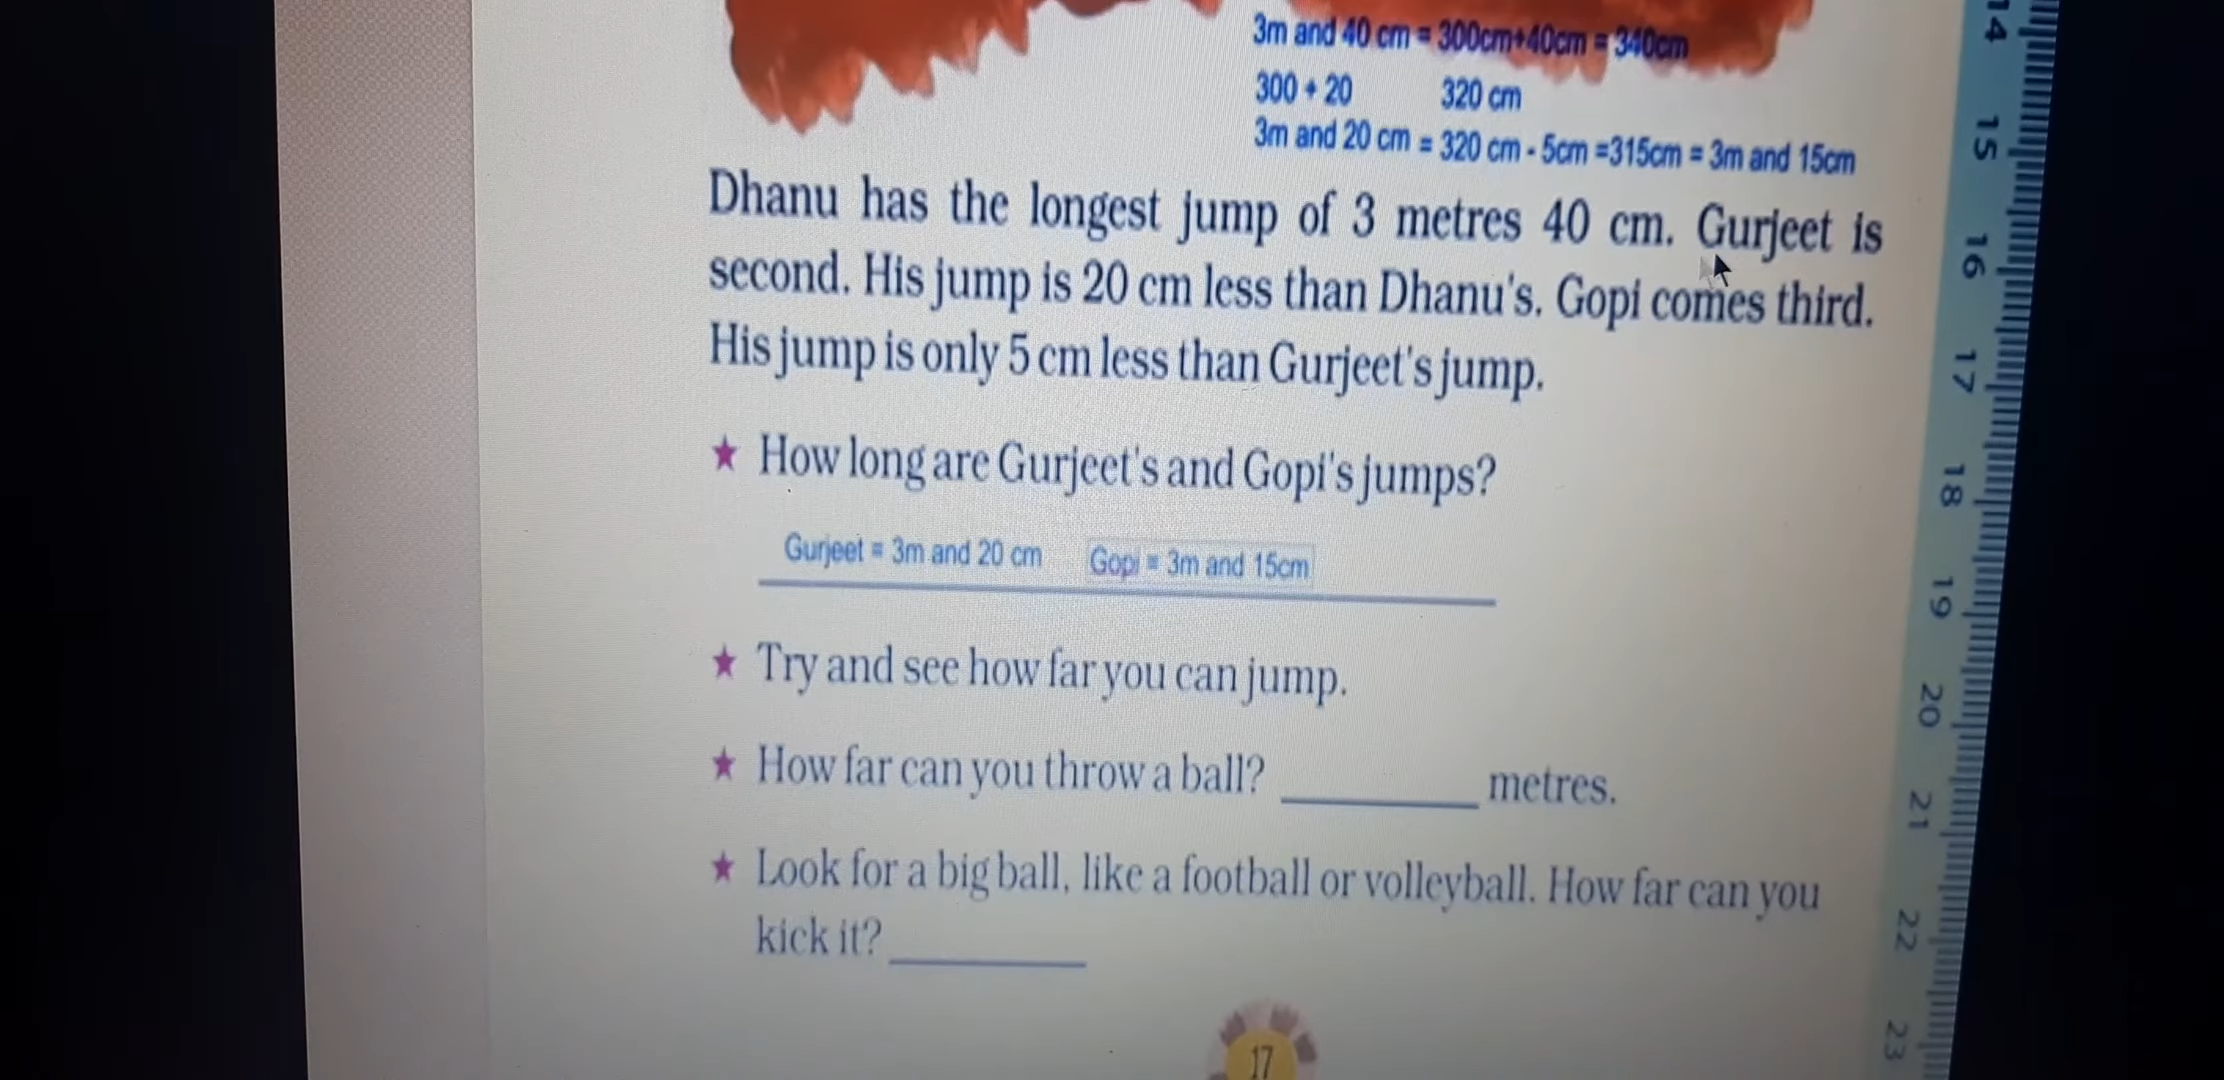 3m and 40 cm = 300cm+40cm = 340cm
300 + 20 320 cm
3m and 20 cm = 320 cm - 5cm =315cm = 3m and 15cm
Dhanu has the longest jump of 3 metres 40 cm. Gurjeet is
second. His jump is 20 cm less than Dhanu's. Gopi comes third.
His jump is only 5 cm less than Gurjeet's jump.
★ How long are Gurjeet's and Gopi's jumps?
Gurjeet = 3m and 20 cm Gopi = 3m and 15cm
★ Try and see how far you can jump.
★ How far can you throw a ball? ________ metres.
★ Look for a big ball, like a football or volleyball. How far can you
kick it? ________
17
14
15
16
17
18
19
20
21
22
23